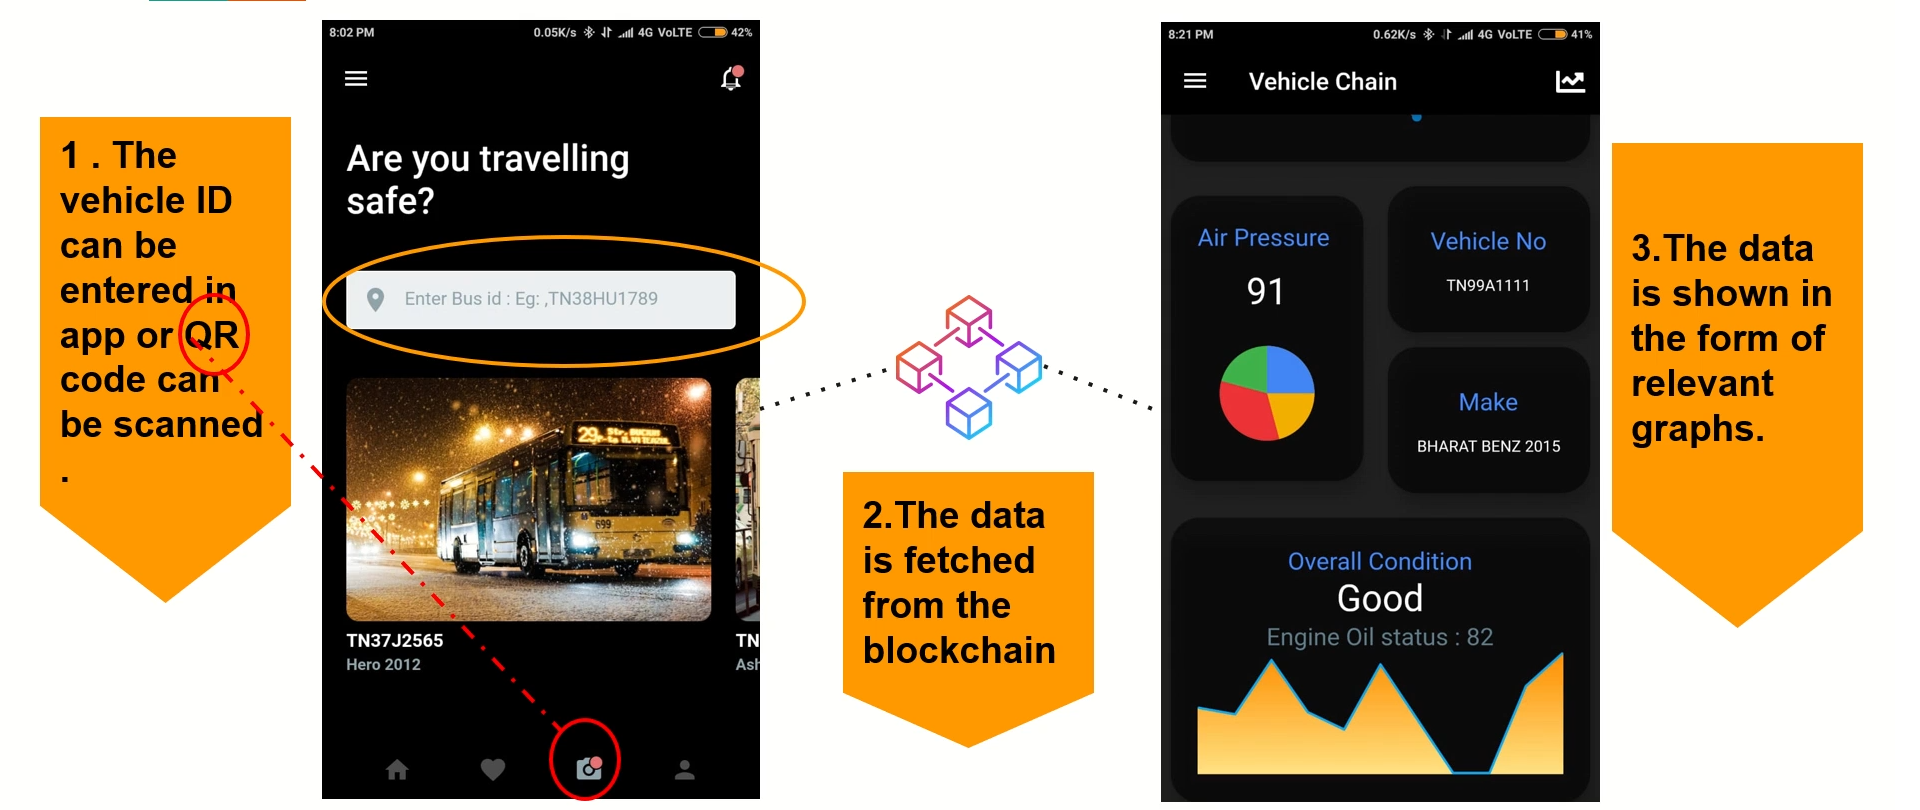 1 . The
vehicle ID
can be
entered in
app or QR
code can
be scanned
.
8:02 PM
0.05K/s 4G VoLTE 42%
Are you travelling
safe?
Enter Bus id : Eg: ,TN38HU1789
29
699
TN37J2565
Hero 2012
TN
Ash
2.The data
is fetched
from the
blockchain
8:21 PM
0.62K/s 4G VoLTE 41%
Vehicle Chain
Air Pressure
91
Vehicle No
TN99A1111
Make
BHARAT BENZ 2015
Overall Condition
Good
Engine Oil status : 82
3.The data
is shown in
the form of
relevant
graphs.